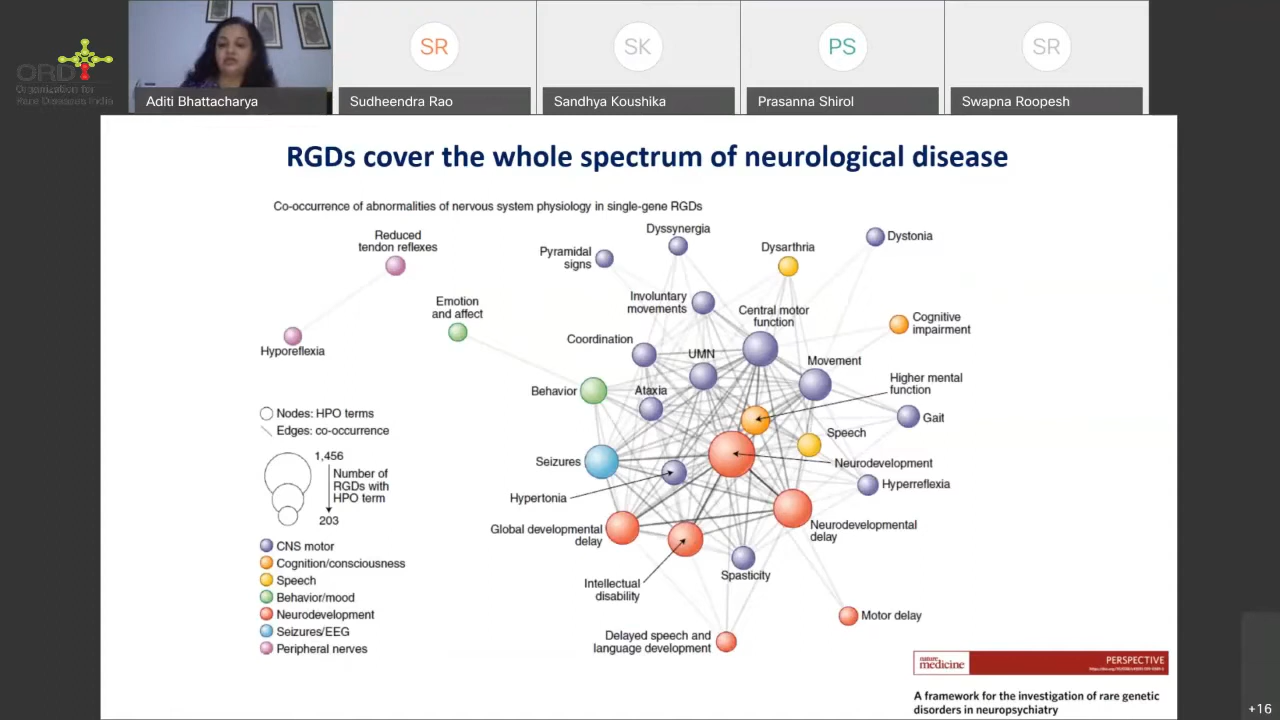 ORDI
Organization for
Rare Diseases India
Aditi Bhattacharya
SR
Sudheendra Rao
SK
Sandhya Koushika
PS
Prasanna Shirol
SR
Swapna Roopesh
RGDs cover the whole spectrum of neurological disease
Co-occurrence of abnormalities of nervous system physiology in single-gene RGDs
Reduced
tendon reflexes
Hyporeflexia
Emotion
and affect
Pyramidal
signs
Dyssynergia
Dysarthria
Dystonia
Involuntary
movements
Central motor
function
Cognitive
impairment
Coordination
UMN
Movement
Behavior
Ataxia
Higher mental
function
Gait
Speech
Seizures
Neurodevelopment
Hypertonia
Hyperreflexia
Global developmental
delay
Neurodevelopmental
delay
Intellectual
disability
Spasticity
Motor delay
Delayed speech and
language development
Nodes: HPO terms
Edges: co-occurrence
1,456
Number of
RGDs with
HPO term
203
CNS motor
Cognition/consciousness
Speech
Behavior/mood
Neurodevelopment
Seizures/EEG
Peripheral nerves
nature
medicine
PERSPECTIVE
A framework for the investigation of rare genetic
disorders in neuropsychiatry
+16